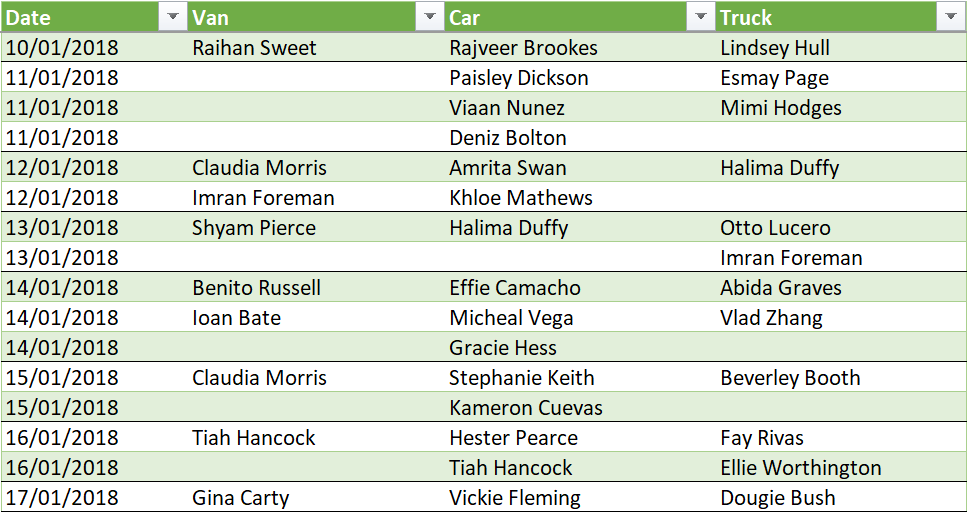 Date Van Car Truck
10/01/2018 Raihan Sweet Rajveer Brookes Lindsey Hull
11/01/2018 Paisley Dickson Esmay Page
11/01/2018 Viaan Nunez Mimi Hodges
11/01/2018 Deniz Bolton
12/01/2018 Claudia Morris Amrita Swan Halima Duffy
12/01/2018 Imran Foreman Khloe Mathews
13/01/2018 Shyam Pierce Halima Duffy Otto Lucero
13/01/2018 Imran Foreman
14/01/2018 Benito Russell Effie Camacho Abida Graves
14/01/2018 Ioan Bate Micheal Vega Vlad Zhang
14/01/2018 Gracie Hess
15/01/2018 Claudia Morris Stephanie Keith Beverley Booth
15/01/2018 Kameron Cuevas
16/01/2018 Tiah Hancock Hester Pearce Fay Rivas
16/01/2018 Tiah Hancock Ellie Worthington
17/01/2018 Gina Carty Vickie Fleming Dougie Bush